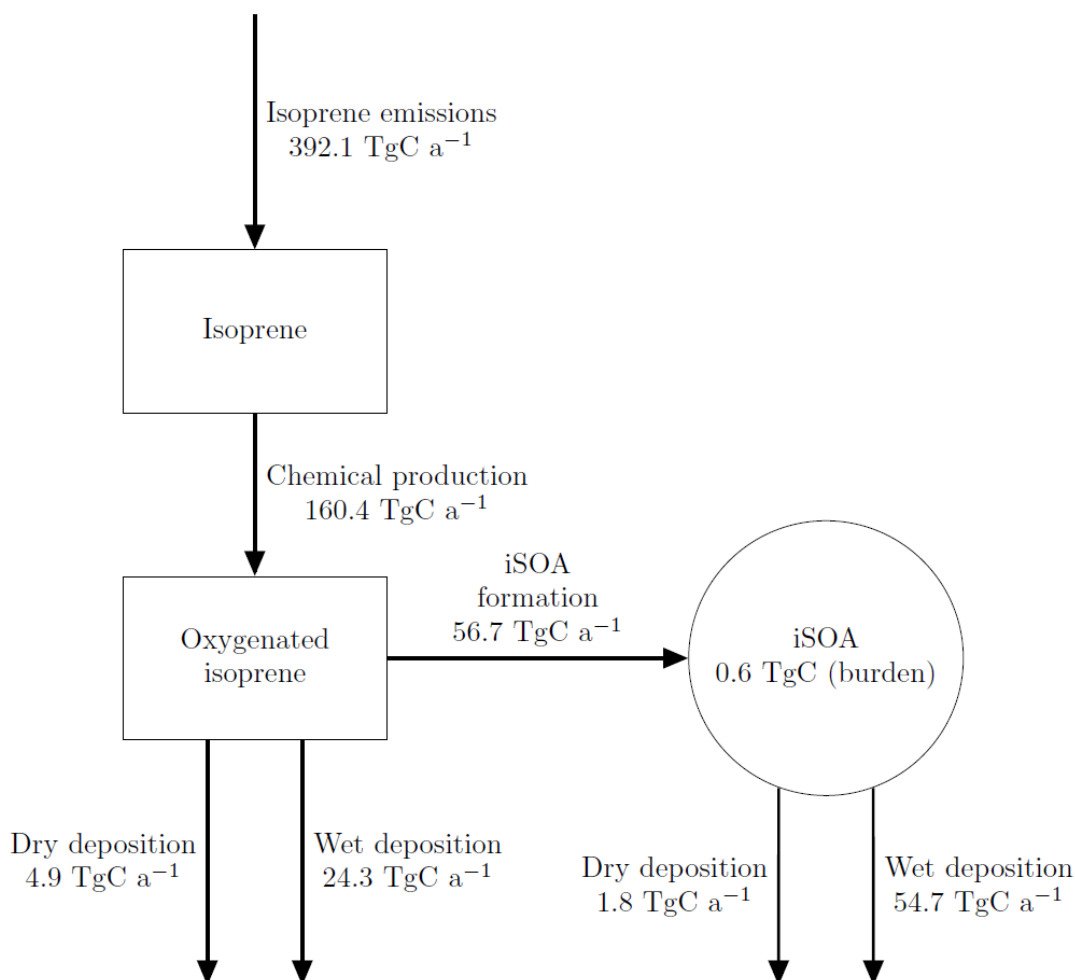 Isoprene emissions
392.1 TgC a⁻¹
Isoprene
Chemical production
160.4 TgC a⁻¹
Oxygenated
isoprene
iSOA
formation
56.7 TgC a⁻¹
iSOA
0.6 TgC (burden)
Dry deposition
4.9 TgC a⁻¹
Wet deposition
24.3 TgC a⁻¹
Dry deposition
1.8 TgC a⁻¹
Wet deposition
54.7 TgC a⁻¹